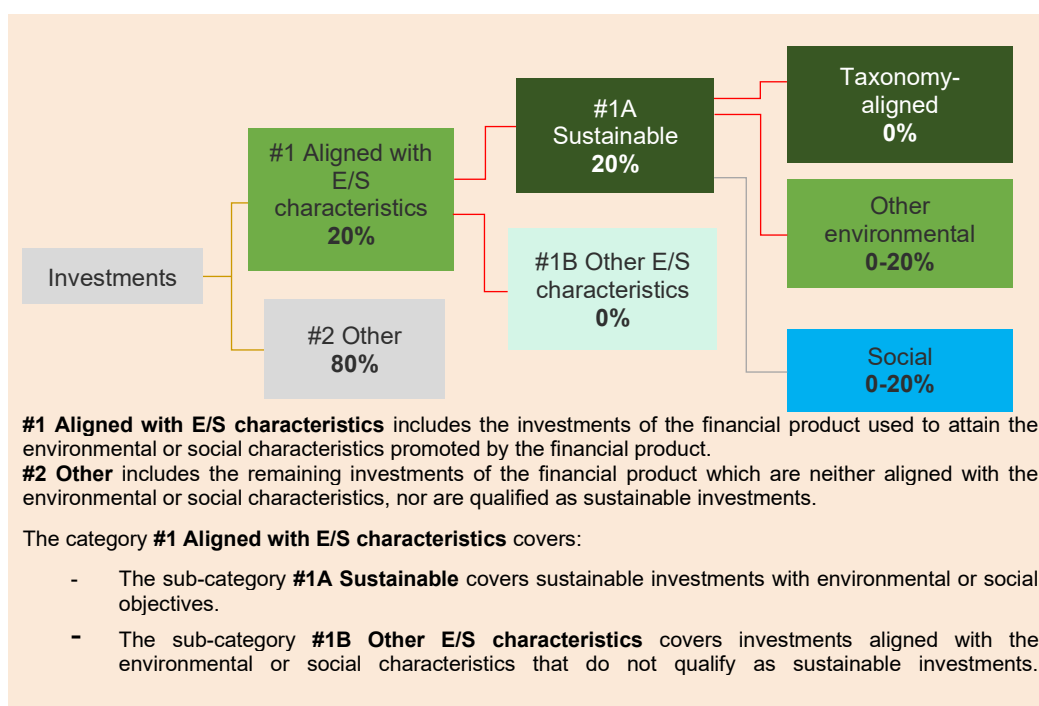 Investments
#1 Aligned with
E/S
characteristics
20%
#2 Other
80%
#1A
Sustainable
20%
#1B Other E/S
characteristics
0%
Taxonomy-
aligned
0%
Other
environmental
0-20%
Social
0-20%
#1 Aligned with E/S characteristics includes the investments of the financial product used to attain the
environmental or social characteristics promoted by the financial product.
#2 Other includes the remaining investments of the financial product which are neither aligned with the
environmental or social characteristics, nor are qualified as sustainable investments.
The category #1 Aligned with E/S characteristics covers:
- The sub-category #1A Sustainable covers sustainable investments with environmental or social
objectives.
- The sub-category #1B Other E/S characteristics covers investments aligned with the
environmental or social characteristics that do not qualify as sustainable investments.